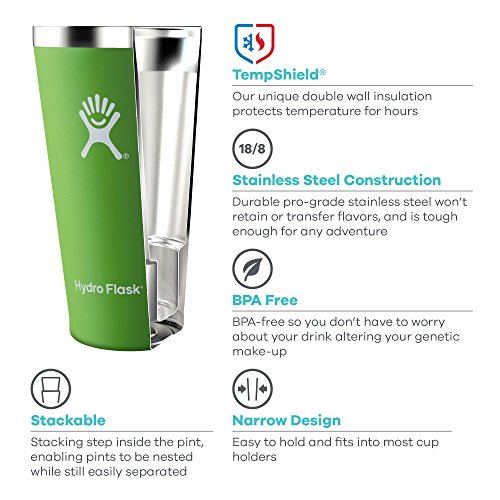 Hydro Flask®
TempShield®
Our unique double wall insulation
protects temperature for hours
18/8
Stainless Steel Construction
Durable pro-grade stainless steel won't
retain or transfer flavors, and is tough
enough for any adventure
BPA Free
BPA-free so you don't have to worry
about your drink altering your genetic
make-up
Stackable
Stacking step inside the pint,
enabling pints to be nested
while still easily separated
Narrow Design
Easy to hold and fits into most cup
holders